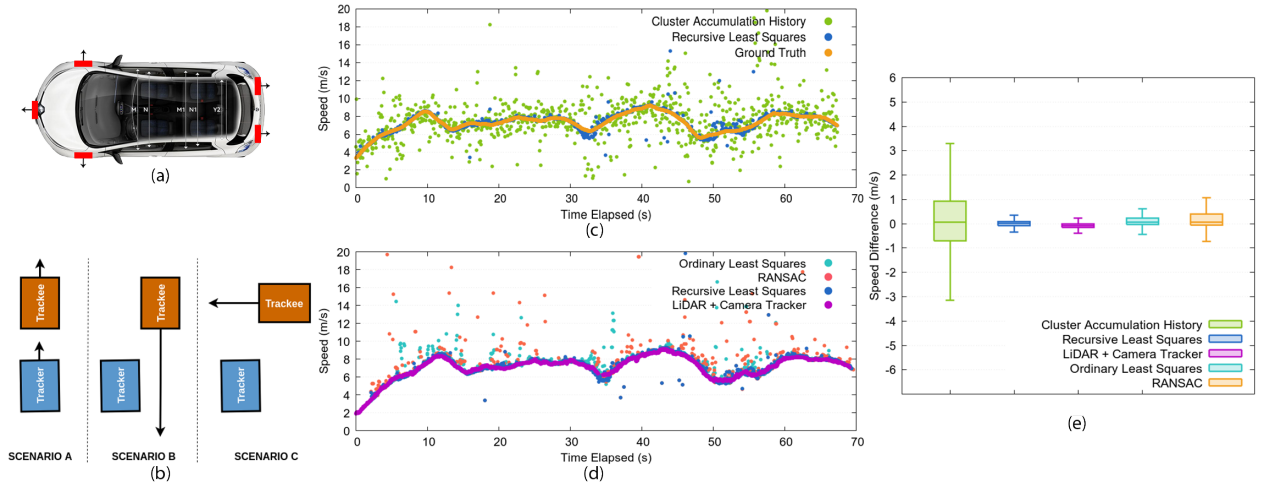 M N M1 N1 Y2
(a)
Trackee
Tracker
SCENARIO A
Trackee
Tracker
SCENARIO B
Trackee
Tracker
SCENARIO C
(b)
Cluster Accumulation History
Recursive Least Squares
Ground Truth
Speed (m/s)
20
18
16
14
12
10
8
6
4
2
0
0 10 20 30 40 50 60 70
Time Elapsed (s)
(c)
Ordinary Least Squares
RANSAC
Recursive Least Squares
LiDAR + Camera Tracker
Speed (m/s)
20
18
16
14
12
10
8
6
4
2
0
0 10 20 30 40 50 60 70
Time Elapsed (s)
(d)
Speed Difference (m/s)
6
5
4
3
2
1
0
-1
-2
-3
-4
-5
-6
Cluster Accumulation History
Recursive Least Squares
LiDAR + Camera Tracker
Ordinary Least Squares
RANSAC
(e)